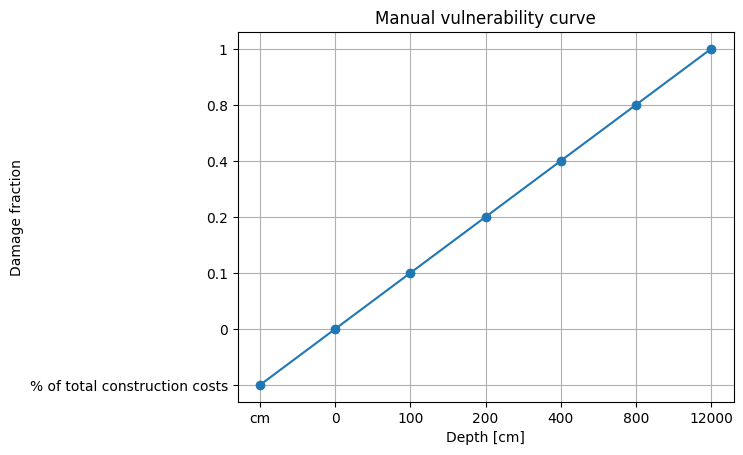 Manual vulnerability curve
Damage fraction
1
0.8
0.4
0.2
0.1
0
% of total construction costs
cm 0 100 200 400 800 12000
Depth [cm]